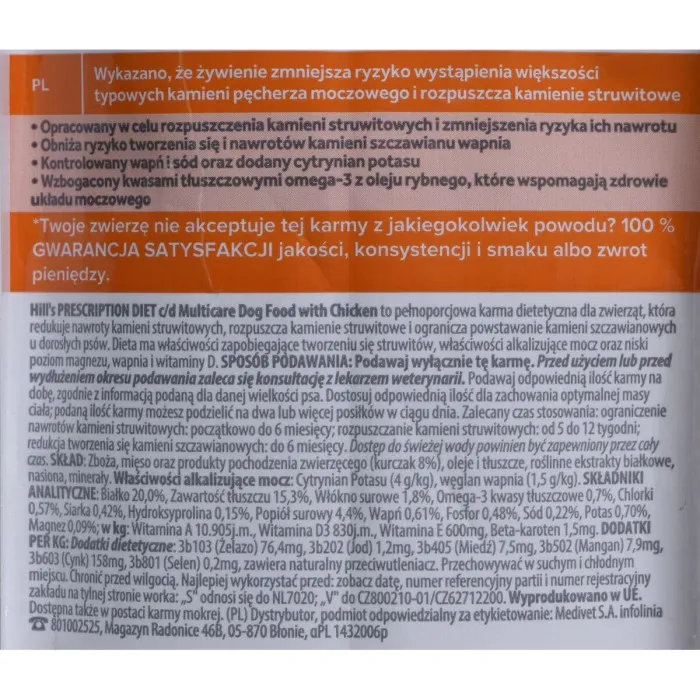 PL
Wykazano, że żywienie zmniejsza ryzyko wystąpienia większości
typowych kamieni pęcherza moczowego i rozpuszcza kamienie struwitowe
• Opracowany w celu rozpuszczenia kamieni struwitowych i zmniejszenia ryzyka ich nawrotu
• Obniża ryzyko tworzenia się i nawrotów kamieni szczawianu wapnia
• Kontrolowany wapń i sód oraz dodany cytrynian potasu
• Wzbogacony kwasami tłuszczowymi omega-3 z oleju rybnego, które wspomagają zdrowie
układu moczowego
*Twoje zwierzę nie akceptuje tej karmy z jakiegokolwiek powodu? 100 %
GWARANCJA SATYSFAKCJI jakości, konsystencji i smaku albo zwrot
pieniędzy.
Hill's PRESCRIPTION DIET c/d Multicare Dog Food with Chicken to pełnoporcjowa karma dietetyczna dla zwierząt, która
redukuje nawroty kamieni struwitowych, rozpuszcza kamienie struwitowe i ogranicza powstawanie kamieni szczawianowych
u dorosłych psów. Dieta ma właściwości zapobiegające tworzeniu się struwitów, właściwości alkalizujące mocz oraz niski
poziom magnezu, wapnia i witaminy D. SPOSÓB PODAWANIA: Podawaj wyłącznie tę karmę. Przed użyciem lub przed
wydłużeniem okresu podawania zaleca się konsultację z lekarzem weterynarii. Podawaj odpowiednią ilość karmy na
dobę, zgodnie z informacją podaną dla danej wielkości psa. Dostosuj odpowiednią ilość dla zachowania optymalnej masy
ciała; podaną ilość karmy możesz podzielić na dwa lub więcej posiłków w ciągu dnia. Zalecany czas stosowania: ograniczenie
nawrotów kamieni struwitowych: początkowo do 6 miesięcy; rozpuszczanie kamieni struwitowych: od 5 do 12 tygodni;
redukcja tworzenia się kamieni szczawianowych: do 6 miesięcy. Dostęp do świeżej wody powinien być zapewniony przez cały
czas. SKŁAD: Zboża, mięso oraz produkty pochodzenia zwierzęcego (kurczak 8%), oleje i tłuszcze, roślinne ekstrakty białkowe,
nasiona, minerały. Właściwości alkalizujące mocz: Cytrynian Potasu (4 g/kg), węglan wapnia (1,5 g/kg). SKŁADNIKI
ANALITYCZNE: Białko 20,0%, Zawartość tłuszczu 15,3%, Włókno surowe 1,8%, Omega-3 kwasy tłuszczowe 0,7%, Chlorki
0,57%, Siarka 0,42%, Hydroksyprolina 0,15%, Popiół surowy 4,4%, Wapń 0,61%, Fosfor 0,48%, Sód 0,22%, Potas 0,70%,
Magnez 0,09%; w kg: Witamina A 10.905j.m., Witamina D3 830j.m., Witamina E 600mg, Beta-karoten 1,5mg. DODATKI
PER KG: Dodatki dietetyczne: 3b103 (Żelazo) 76,4mg, 3b202 (Jod) 1,2mg, 3b405 (Miedź) 7,5mg, 3b502 (Mangan) 7,9mg,
3b603 (Cynk) 158mg, 3b801 (Selen) 0,2mg, zawiera naturalny przeciwutleniacz. Przechowywać w suchym i chłodnym
miejscu. Chronić przed wilgocią. Najlepiej wykorzystać przed: zobacz datę, numer referencyjny partii i numer rejestracyjny
zakładu na tylnej stronie worka: „S" odnosi się do NL7020; „V" do CZ800210-01/CZ62712200. Wyprodukowano w UE.
Dostępna także w postaci karmy mokrej. (PL) Dystrybutor, podmiot odpowiedzialny za etykietowanie: Medivet S.A. infolinia
☎ 801002525, Magazyn Radonice 46B, 05-870 Błonie, αPL 1432006p